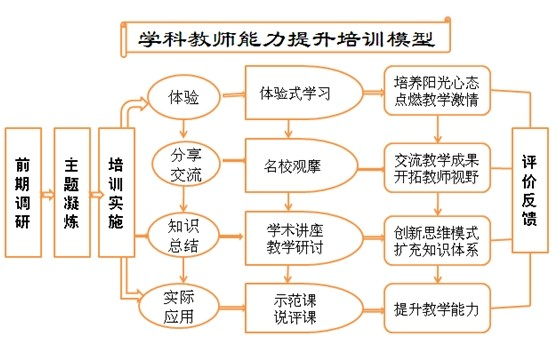 学科教师能力提升培训模型
前期调研
主题凝炼
培训实施
体验
体验式学习
培养阳光心态
点燃教学激情
分享
交流
名校观摩
交流教学成果
开拓教师视野
知识
总结
学术讲座
教学研讨
创新思维模式
扩充知识体系
实际
应用
示范课
说评课
提升教学能力
评价反馈